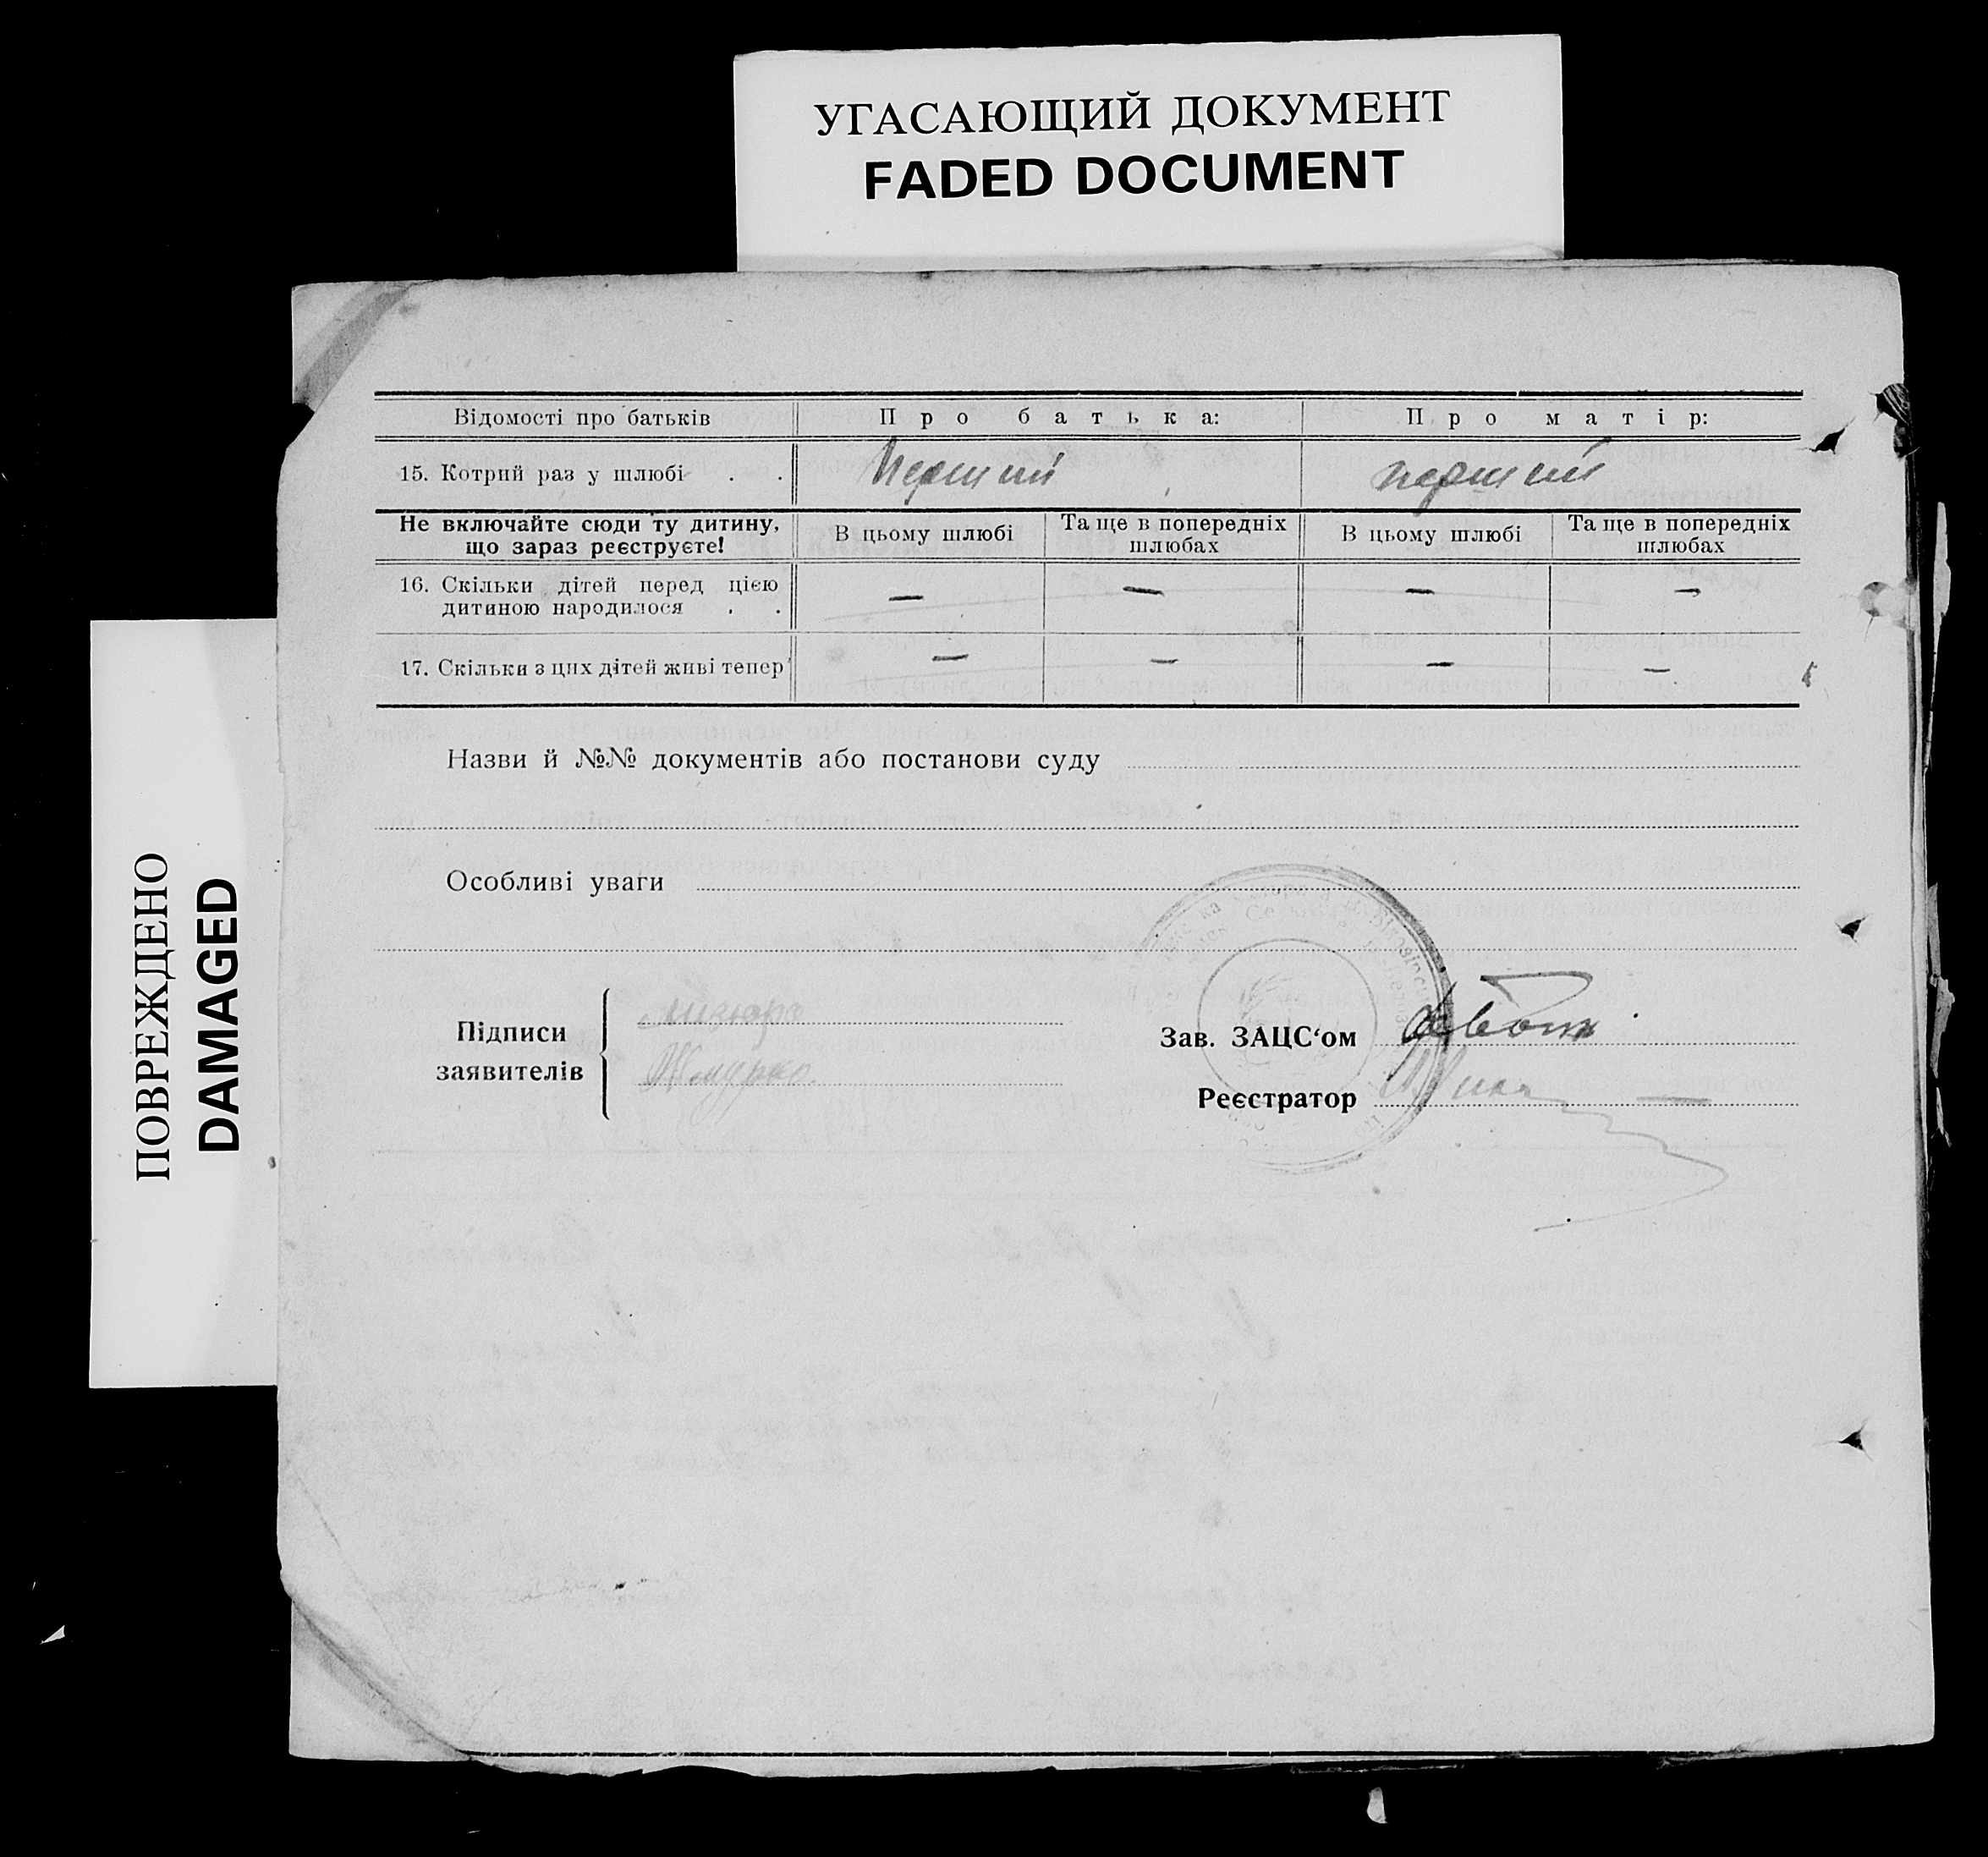 УГАСАЮЩИЙ ДОКУМЕНТ
FADED DOCUMENT
ПОВРЕЖДЕНО
DAMAGED
Відомості про батьків
Про батька:
Про матір:
15. Котрий раз у шлюбі . .
Перший
перший
Не включайте сюди ту дитину,
що зараз реєструєте!
В цьому шлюбі
Та ще в попередніх
шлюбах
В цьому шлюбі
Та ще в попередніх
шлюбах
16. Скільки дітей перед цією
дитиною народилося . .
— — — —
17. Скільки з цих дітей живі тепер
— — — —
Назви й №№ документів або постанови суду
Особливі уваги
Підписи
заявителів
Зав. ЗАЦС‘ом
Реєстратор